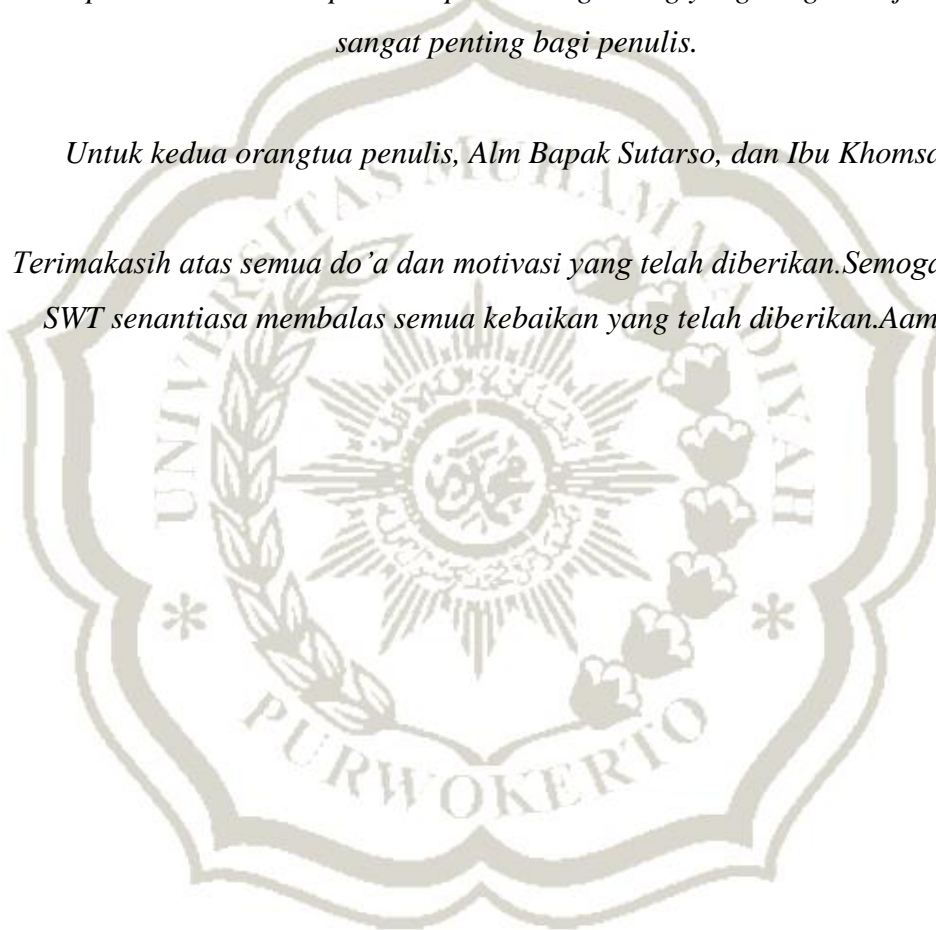 sangat penting bagi penulis.
Untuk kedua orangtua penulis, Alm Bapak Sutarso, dan Ibu
Terimakasih atas semua do’a dan motivasi yang telah diberikan.Semoga
SWT senantiasa membalas semua kebaikan yang telah diberikan.
UNIVERSITAS MUHAMMADIYAH
PURWOKERTO